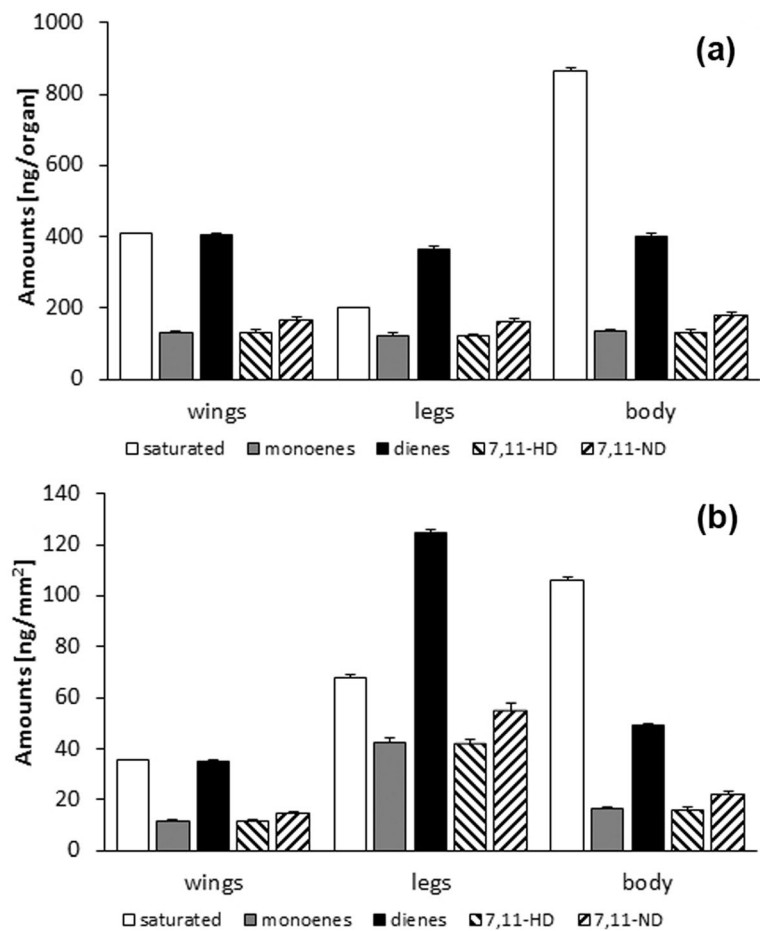 (a)
Amounts [ng/organ]
1000
800
600
400
200
0
wings legs body
saturated monoenes dienes 7,11-HD 7,11-ND
(b)
Amounts [ng/mm²]
140
120
100
80
60
40
20
0
wings legs body
saturated monoenes dienes 7,11-HD 7,11-ND